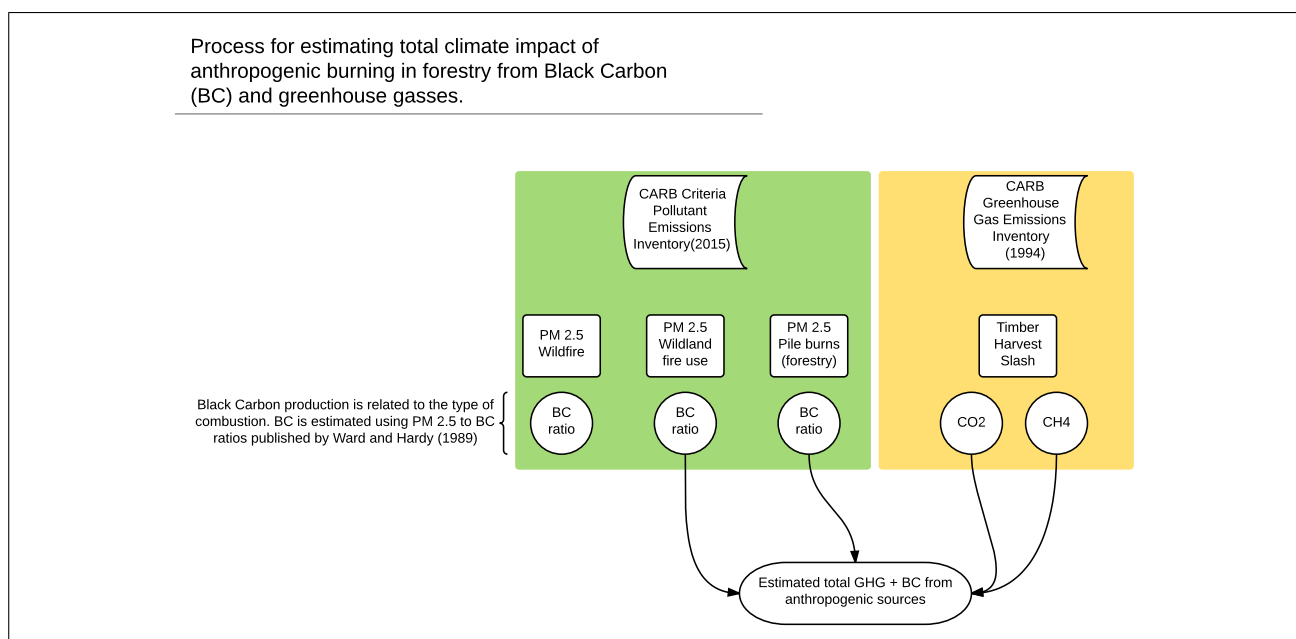 Process for estimating total climate impact of
anthropogenic burning in forestry from Black Carbon
(BC) and greenhouse gasses.
CARB Criteria
Pollutant
Emissions
Inventory(2015)
CARB
Greenhouse
Gas Emissions
Inventory
(1994)
PM 2.5
Wildfire
PM 2.5
Wildland
fire use
PM 2.5
Pile burns
(forestry)
Timber
Harvest
Slash
Black Carbon production is related to the type of
combustion. BC is estimated using PM 2.5 to BC
ratios published by Ward and Hardy (1989)
BC
ratio
BC
ratio
BC
ratio
CO2
CH4
Estimated total GHG + BC from
anthropogenic sources